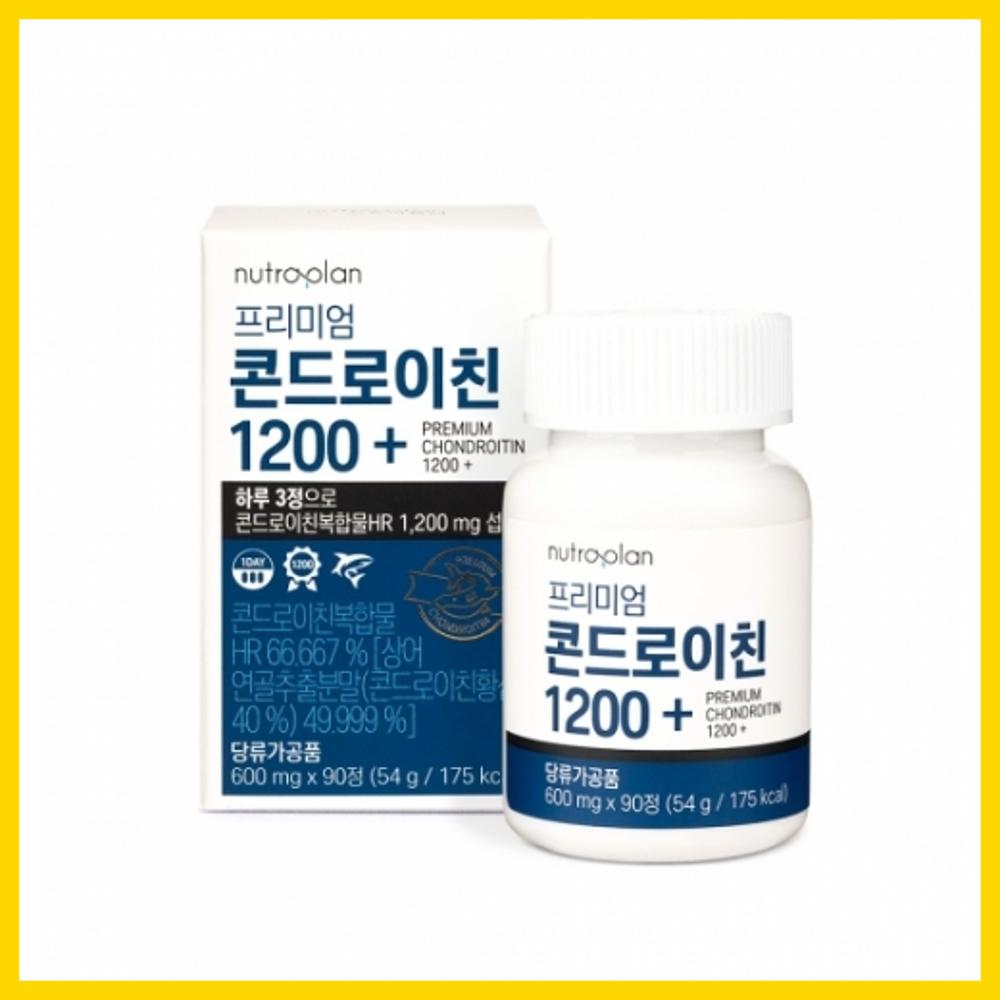 nutroplan
프리미엄
콘드로이친
1200 +
PREMIUM
CHONDROITIN
1200 +
하루 3정으로
콘드로이친복합물HR 1,200 mg
1DAY
1200
PREMIUM
CHONDROITIN
콘드로이친복합물
HR 66.667 % [상어
연골추출분말(콘드로이친황
40 %) 49.999 %]
당류가공품
600 mg x 90정 (54 g / 175 kc
nutroplan
프리미엄
콘드로이친
1200 +
PREMIUM
CHONDROITIN
1200 +
당류가공품
600 mg x 90정 (54 g / 175 kcal)